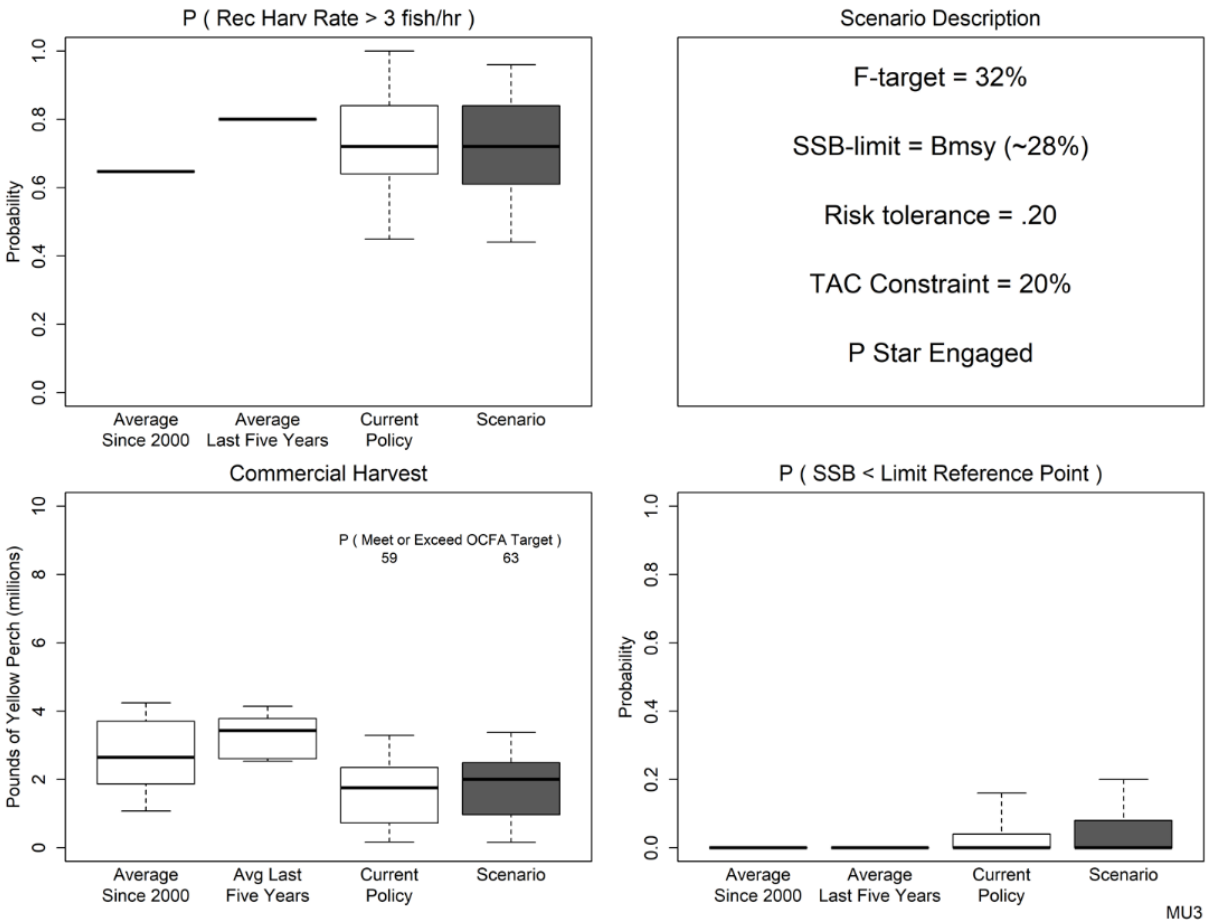 P ( Rec Harv Rate > 3 fish/hr )
Probability
1.0
0.8
0.6
0.4
0.2
0.0
Average
Since 2000
Average
Last Five Years
Current
Policy
Scenario
Scenario Description
F-target = 32%
SSB-limit = Bmsy (~28%)
Risk tolerance = .20
TAC Constraint = 20%
P Star Engaged
Commercial Harvest
Pounds of Yellow Perch (millions)
10
8
6
4
2
0
P ( Meet or Exceed OCFA Target )
59 63
Average
Since 2000
Avg Last
Five Years
Current
Policy
Scenario
P ( SSB < Limit Reference Point )
Probability
1.0
0.8
0.6
0.4
0.2
0.0
Average
Since 2000
Average
Last Five Years
Current
Policy
Scenario
MU3